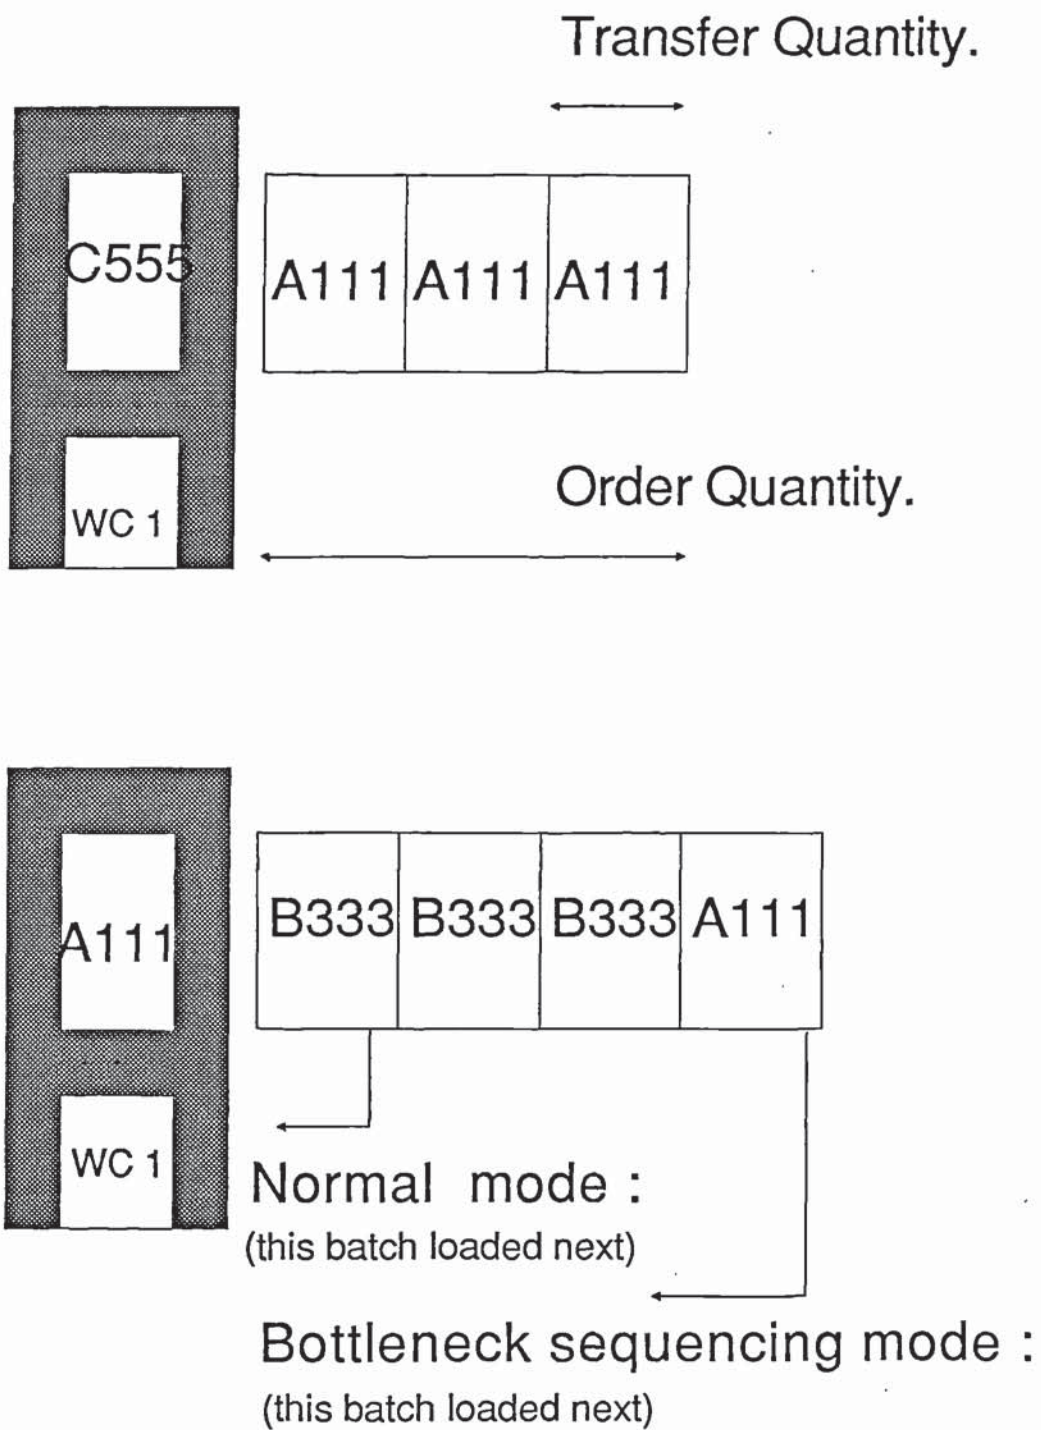 Transfer Quantity.
C555
A111 A111 A111
Order Quantity.
WC 1
A111
B333 B333 B333 A111
WC 1
Normal mode :
(this batch loaded next)
Bottleneck sequencing mode :
(this batch loaded next)